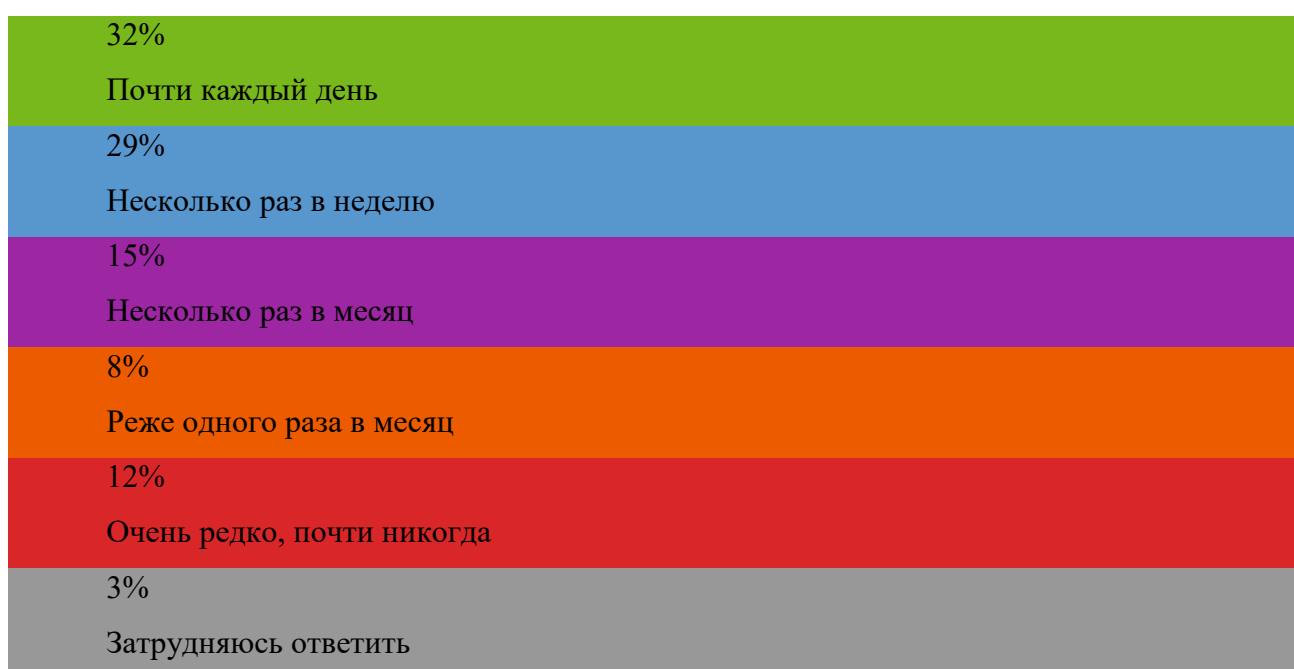 32%
Почти каждый день
29%
Несколько раз в неделю
15%
Несколько раз в месяц
8%
Реже одного раза в месяц
12%
Очень редко, почти никогда
3%
Затрудняюсь ответить